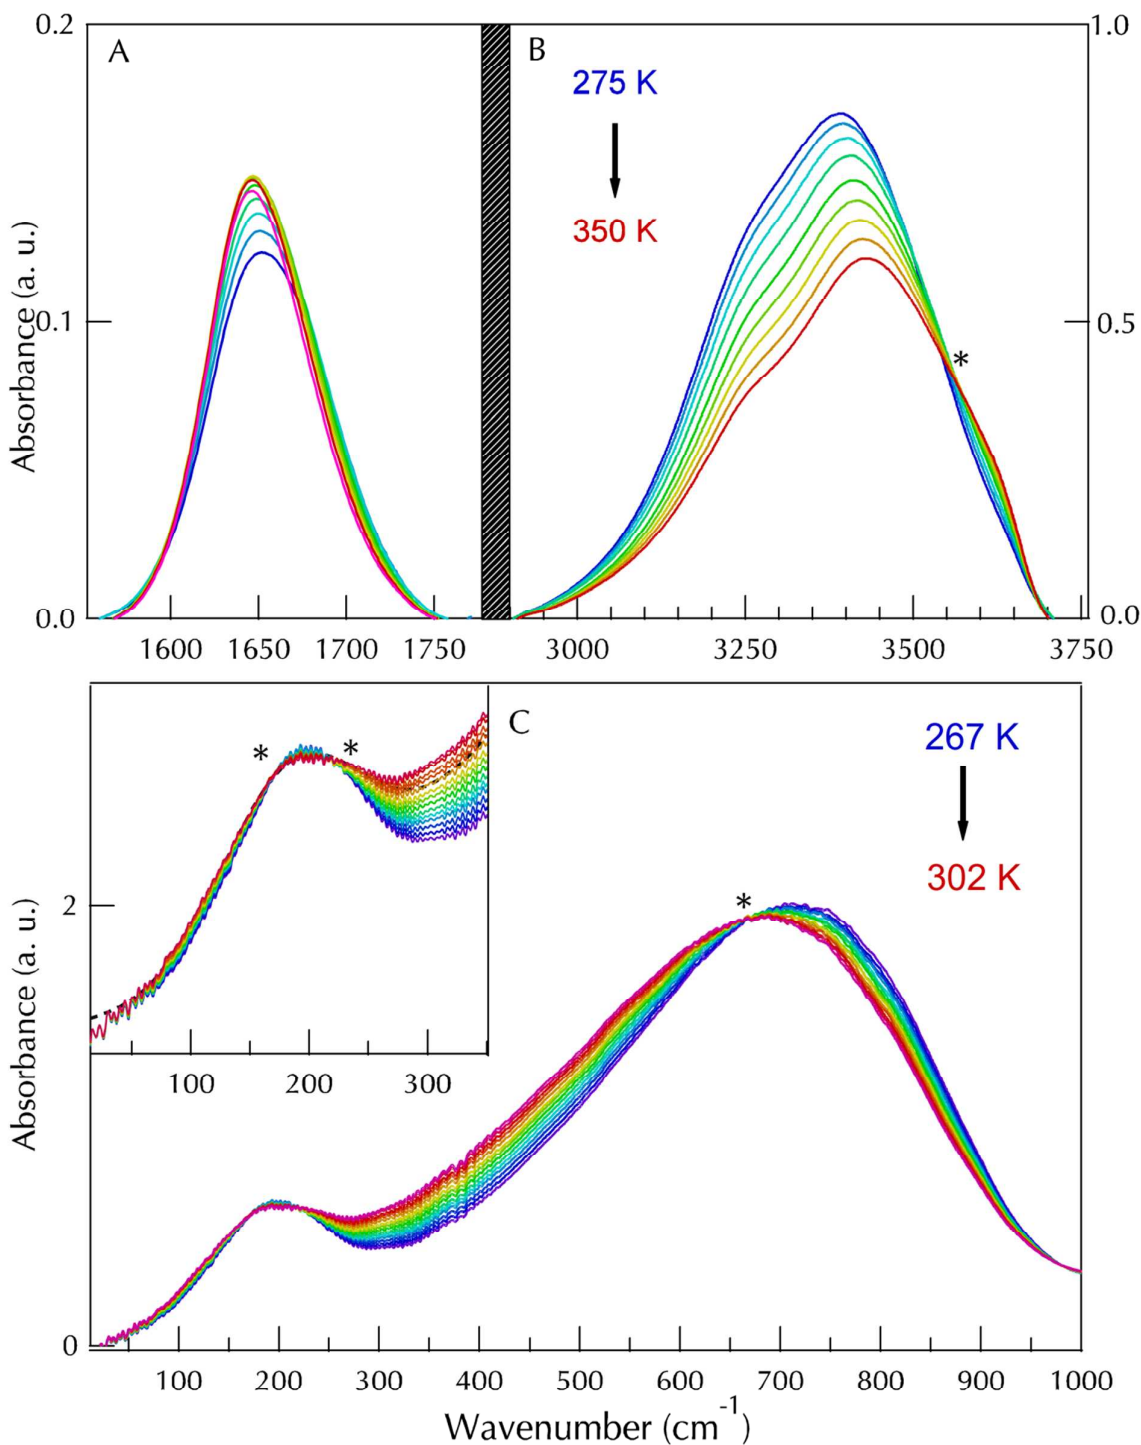 0.2
A
B
1.0
275 K
350 K
Absorbance (a. u.)
0.1
0.5
*
0.0
0.0
1600 1650 1700 1750
3000 3250 3500 3750
C
* *
267 K
302 K
*
2
Absorbance (a. u.)
100 200 300
0
100 200 300 400 500 600 700 800 900 1000
Wavenumber (cm-1)